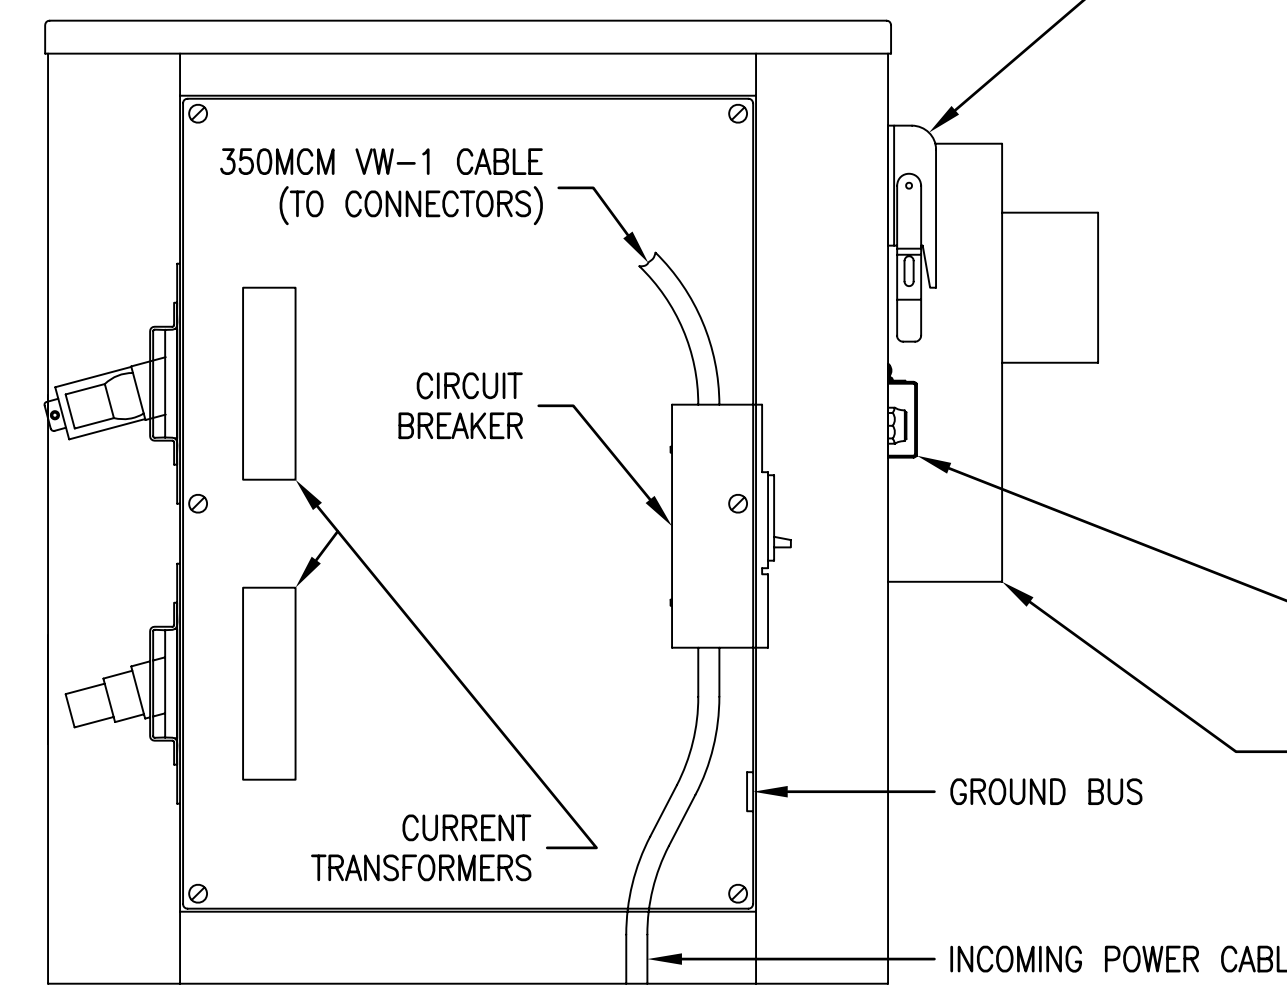 350MCM VW-1 CABLE
(TO CONNECTORS)
CIRCUIT
BREAKER
CURRENT
TRANSFORMERS
GROUND BUS
INCOMING POWER CABL